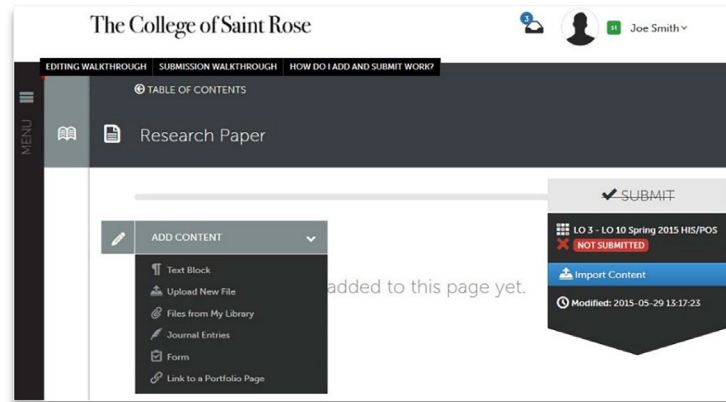 The College of Saint Rose
3
st
Joe Smith
EDITING WALKTHROUGH SUBMISSION WALKTHROUGH HOW DO I ADD AND SUBMIT WORK?
MENU
TABLE OF CONTENTS
Research Paper
SUBMIT
LO 3 - LO 10 Spring 2015 HIS/POS
NOT SUBMITTED
Import Content
Modified: 2015-05-29 13:17:23
ADD CONTENT
Text Block
Upload New File
Files from My Library
Journal Entries
Form
Link to a Portfolio Page
added to this page yet.